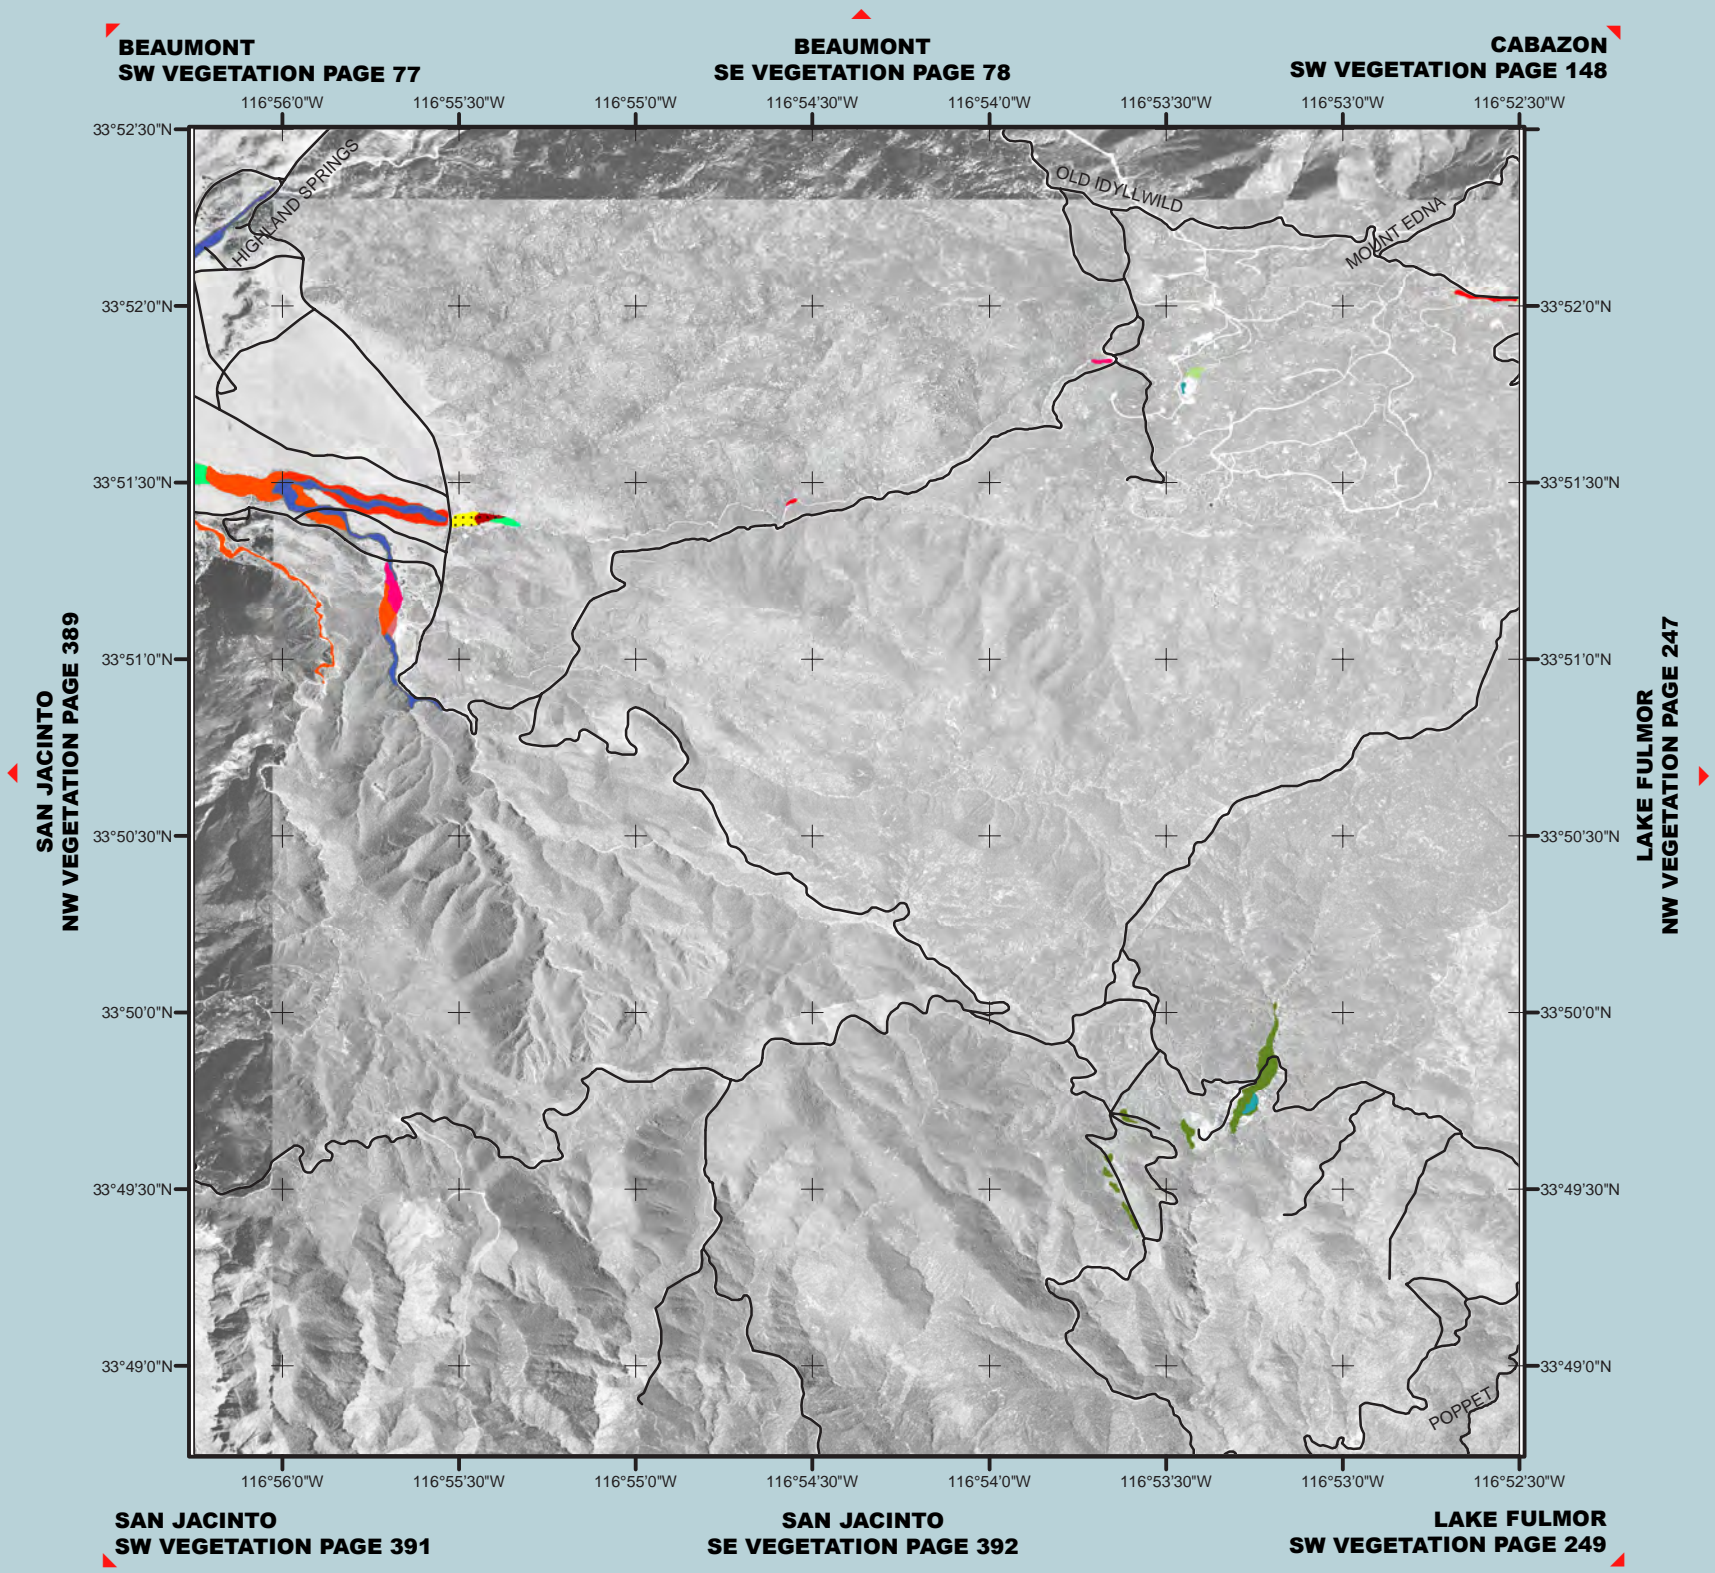 BEAUMONT
SW VEGETATION PAGE 77
BEAUMONT
SE VEGETATION PAGE 78
CABAZON
SW VEGETATION PAGE 148
116°56'0"W
116°55'30"W
116°55'0"W
116°54'30"W
116°54'0"W
116°53'30"W
116°53'0"W
116°52'30"W
33°52'30"N
HIGHLAND SPRINGS
OLD IDYLLWILD
MOUNT EDNA
33°52'0"N
33°52'0"N
33°51'30"N
33°51'30"N
33°51'0"N
33°51'0"N
SAN JACINTO
NW VEGETATION PAGE 389
LAKE FULMOR
NW VEGETATION PAGE 247
33°50'30"N
33°50'30"N
33°50'0"N
33°50'0"N
33°49'30"N
33°49'30"N
33°49'0"N
33°49'0"N
POPPET
116°56'0"W
116°55'30"W
116°55'0"W
116°54'30"W
116°54'0"W
116°53'30"W
116°53'0"W
116°52'30"W
SAN JACINTO
SW VEGETATION PAGE 391
SAN JACINTO
SE VEGETATION PAGE 392
LAKE FULMOR
SW VEGETATION PAGE 249